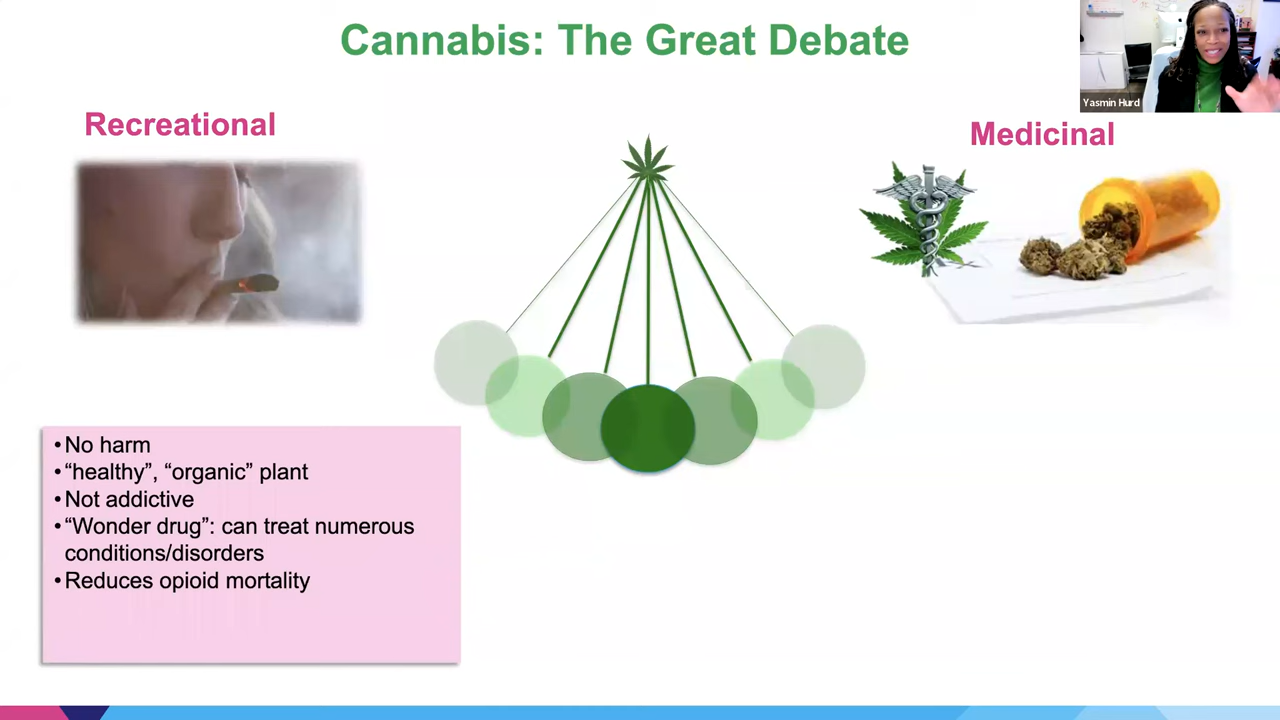 Cannabis: The Great Debate
Yasmin Hurd
Recreational
Medicinal
•No harm
•“healthy”, “organic” plant
•Not addictive
•“Wonder drug”: can treat numerous
conditions/disorders
•Reduces opioid mortality